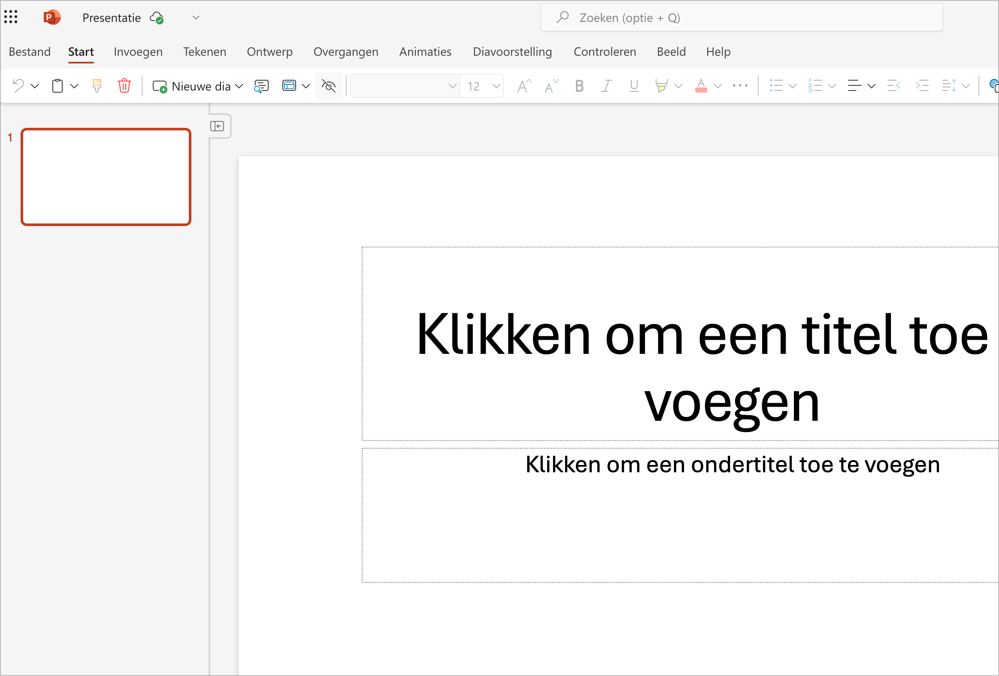 Presentatie
Zoeken (optie + Q)
Bestand Start Invoegen Tekenen Ontwerp Overgangen Animaties Diavoorstelling Controleren Beeld Help
Nieuwe dia 12
1
Klikken om een titel toe
voegen
Klikken om een ondertitel toe te voegen